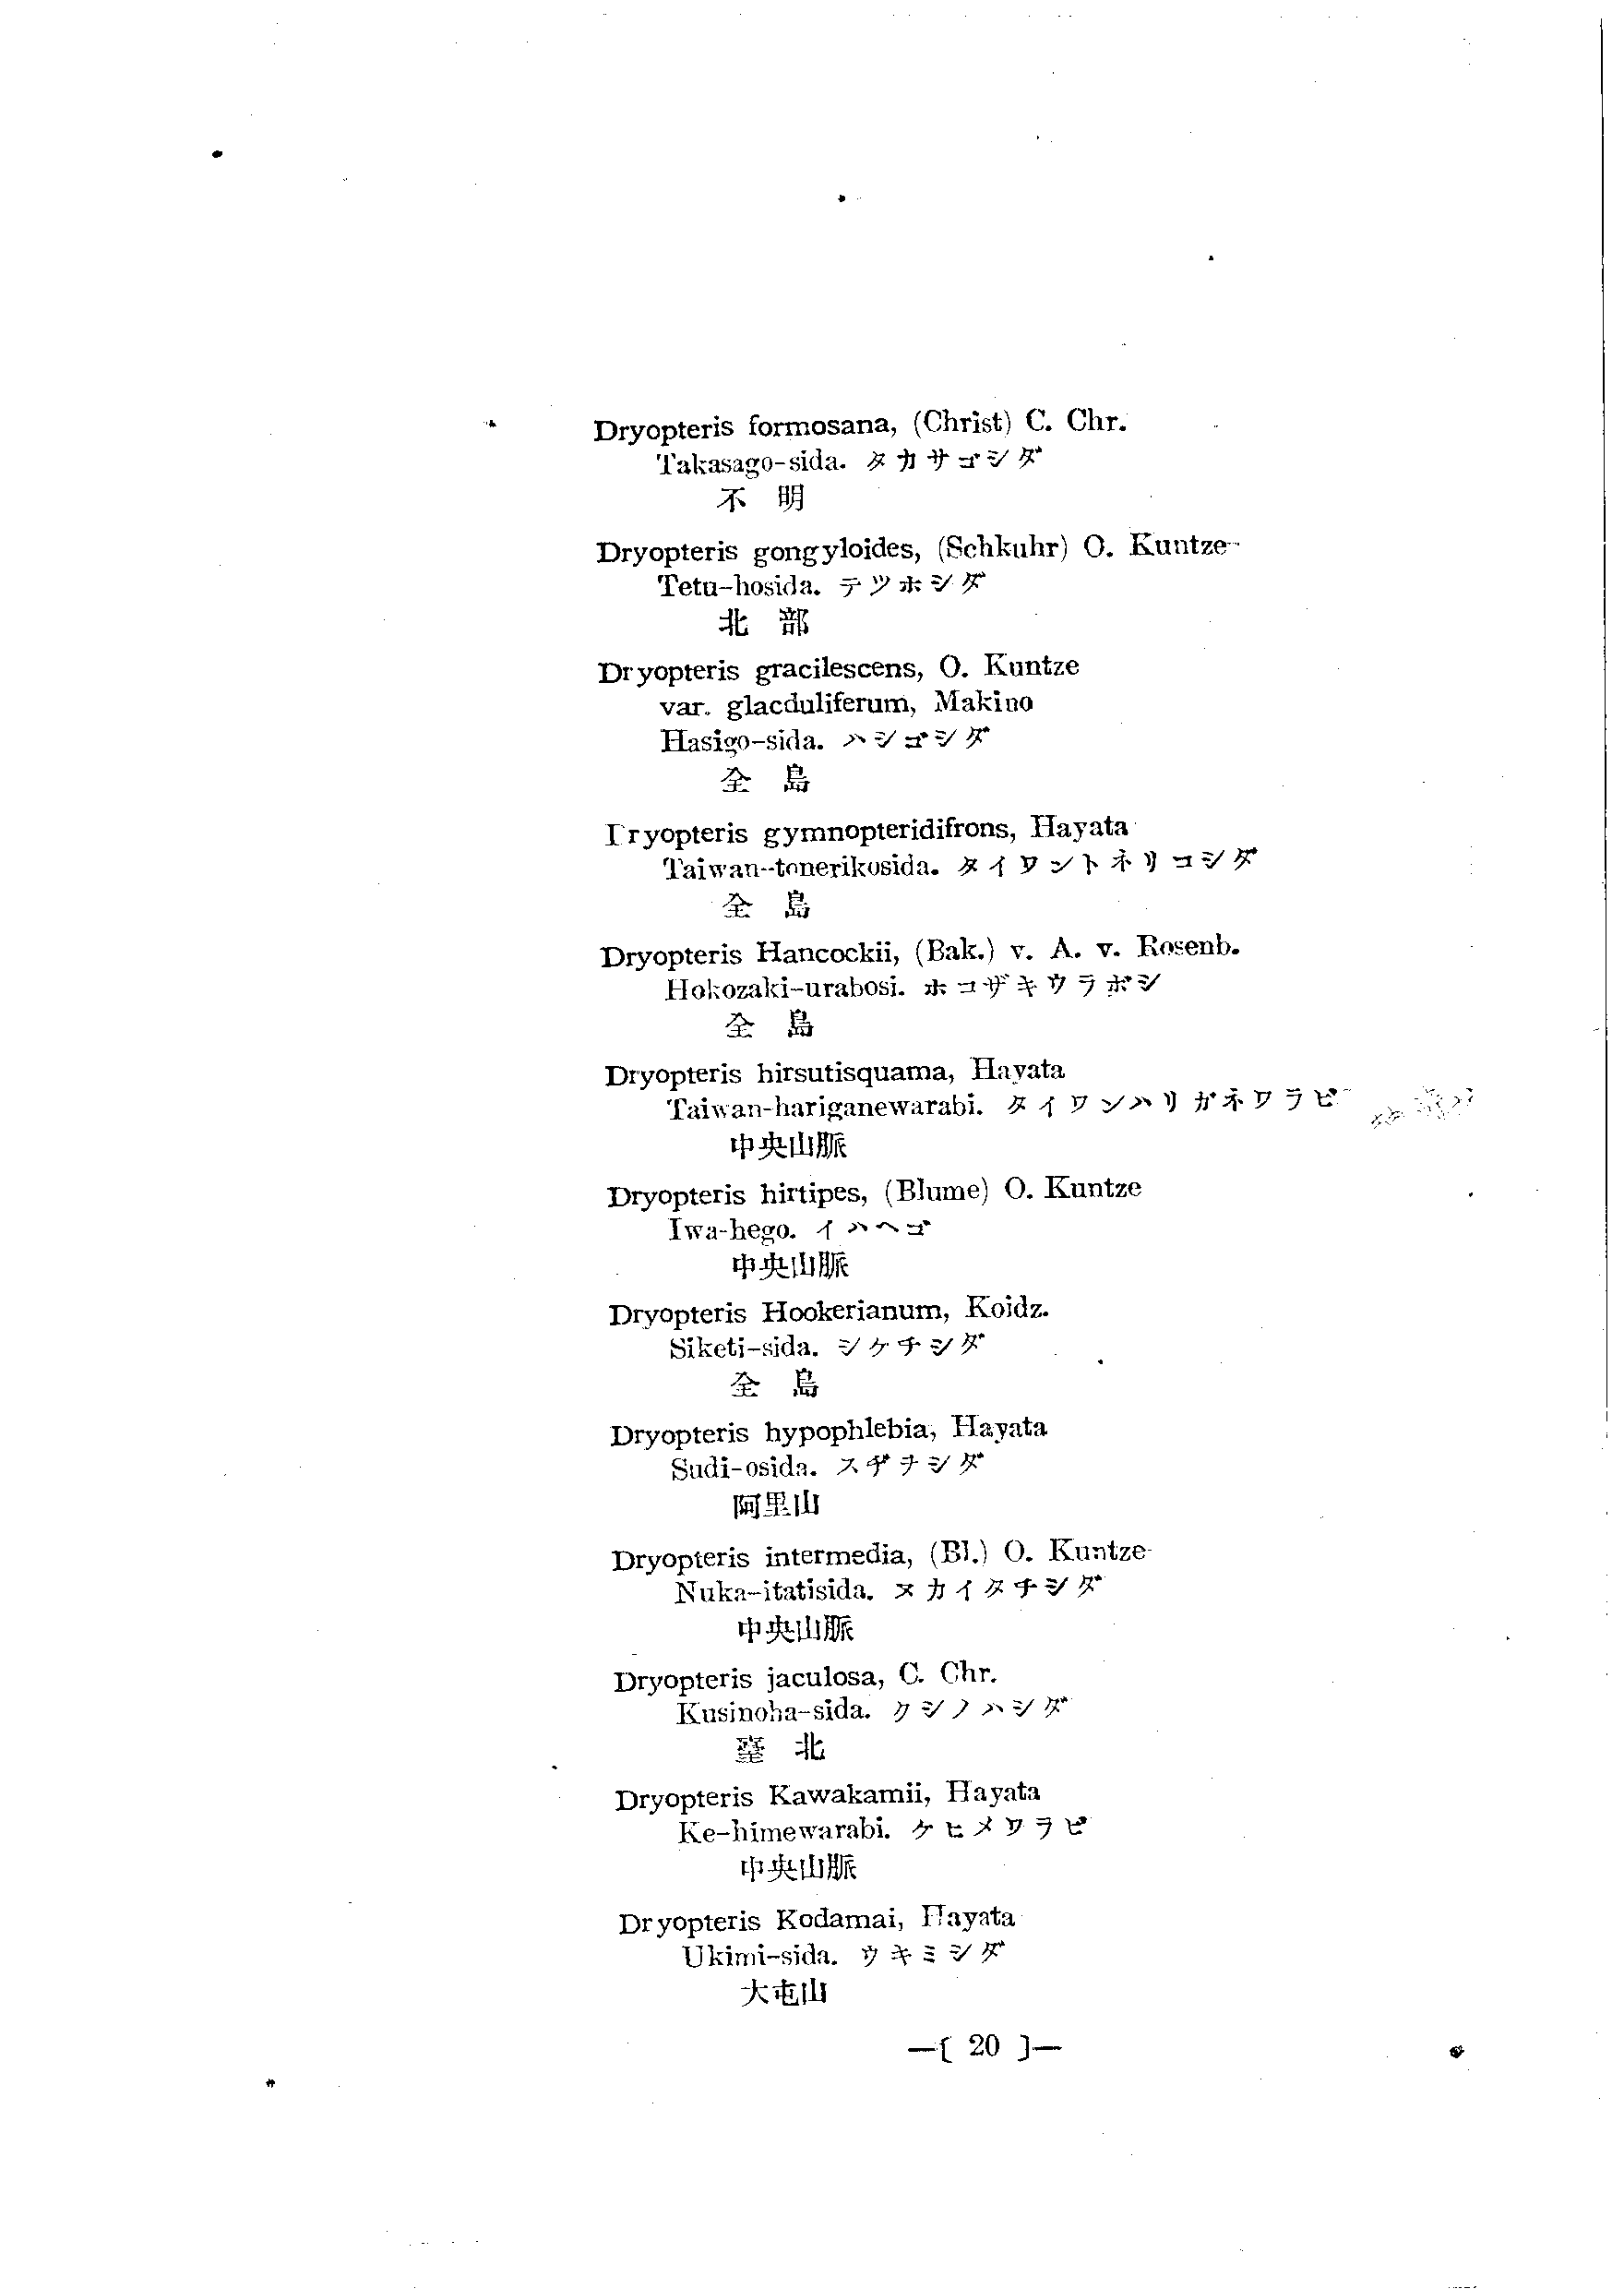 Dryopteris formosana, (Christ) C. Chr.
Takasago-sida. タカサゴシダ
不明
Dryopteris gongyloides, (Schkuhr) O. Kuntze
Tetu-hosida. テツホシダ
北部
Dryopteris gracilescens, O. Kuntze
var. glacduliferum, Makino
Hasigo-sida. ハシゴシダ
全島
Dryopteris gymnopteridifrons, Hayata
Taiwan-tonerikosida. タイワントネリコシダ
全島
Dryopteris Hancockii, (Bak.) v. A. v. Rosenb.
Hokozaki-urabosi. ホコザキウラボシ
全島
Dryopteris hirsutisquama, Hayata
Taiwan-hariganewarabi. タイワンハリガネワラビ
中央山脈
Dryopteris hirtipes, (Blume) O. Kuntze
Iwa-hego. イハヘゴ
中央山脈
Dryopteris Hookerianum, Koidz.
Siketi-sida. シケチシダ
全島
Dryopteris hypophlebia, Hayata
Sudi-osida. スヂヲシダ
阿里山
Dryopteris intermedia, (Bl.) O. Kuntze
Nuka-itatisida. ヌカイタチシダ
中央山脈
Dryopteris jaculosa, C. Chr.
Kusinoha-sida. クシノハシダ
臺北
Dryopteris Kawakamii, Hayata
Ke-himewarabi. ケヒメワラビ
中央山脈
Dryopteris Kodamai, Hayata
Ukimi-sida. ウキミシダ
大屯山
—[ 20 ]—